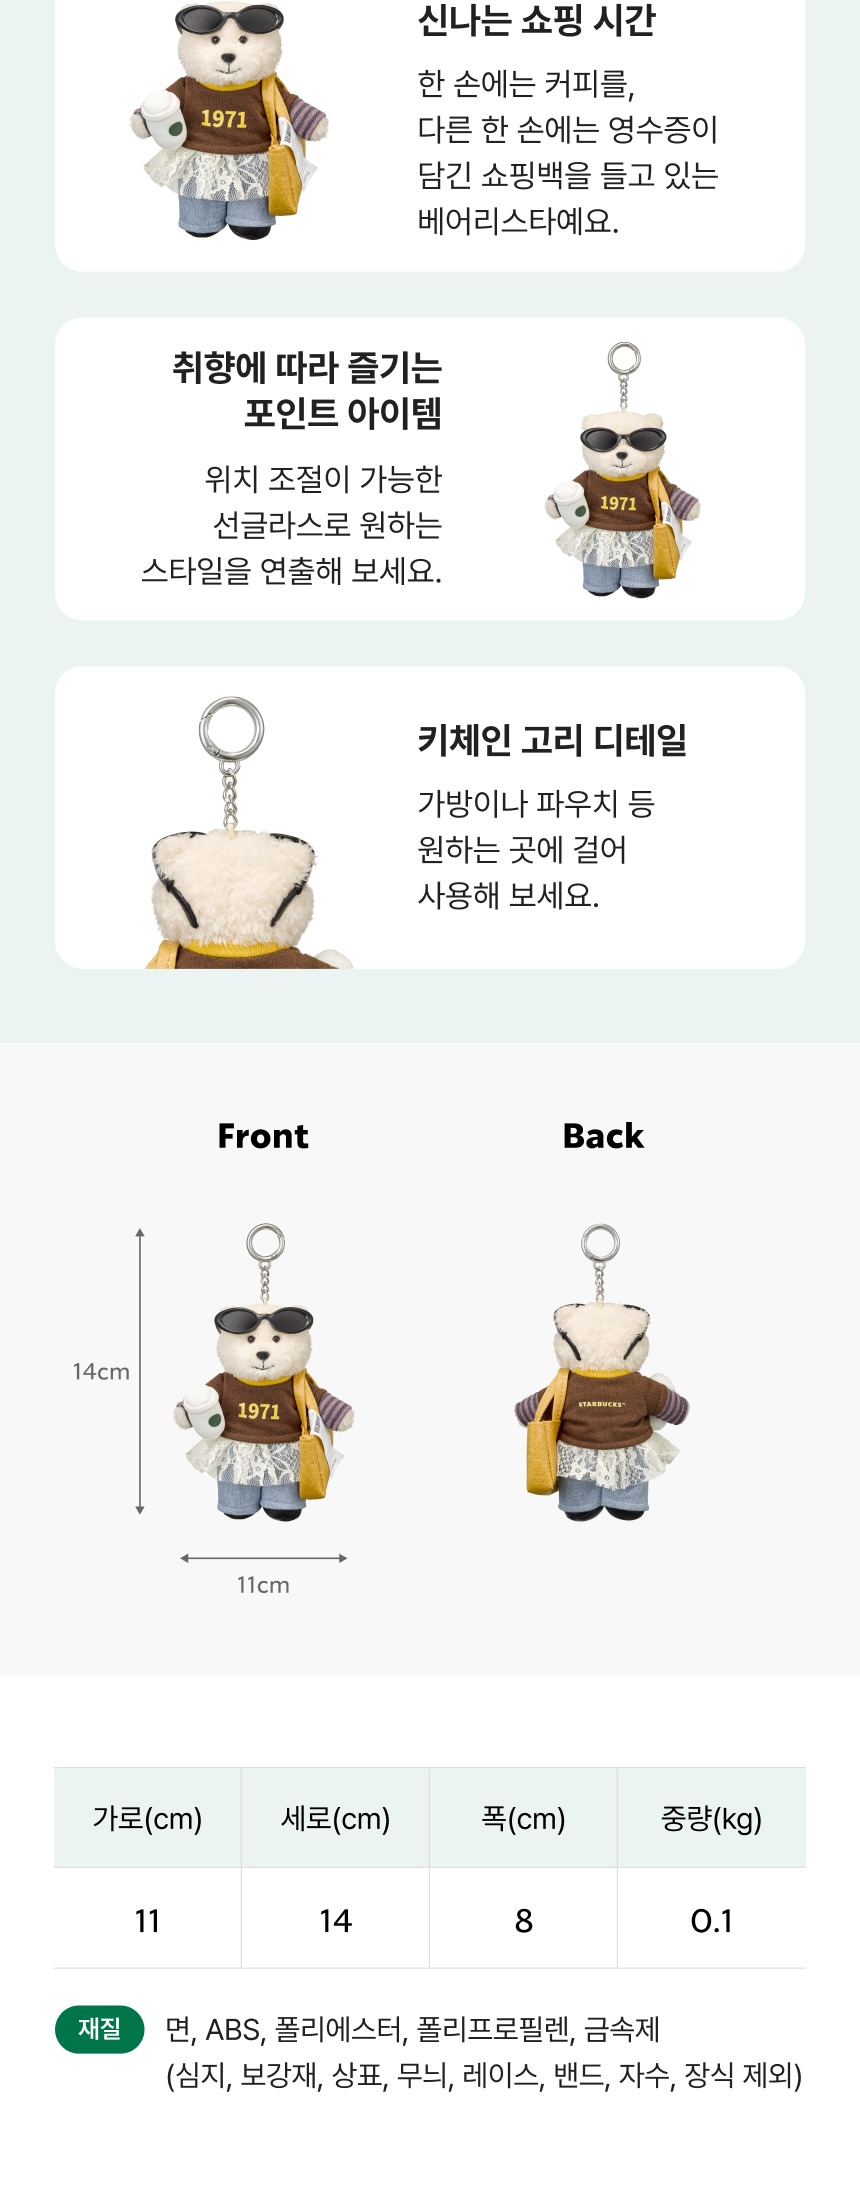 신나는 쇼핑 시간
1971
한 손에는 커피를,
다른 한 손에는 영수증이
담긴 쇼핑백을 들고 있는
베어리스타예요.
취향에 따라 즐기는
포인트 아이템
위치 조절이 가능한
선글라스로 원하는
스타일을 연출해 보세요.
1971
키체인 고리 디테일
가방이나 파우치 등
원하는 곳에 걸어
사용해 보세요.
Front
Back
14cm
1971
STARBUCKS™
11cm
가로(cm) 세로(cm) 폭(cm) 중량(kg)
11 14 8 0.1
재질 면, ABS, 폴리에스터, 폴리프로필렌, 금속제
(심지, 보강재, 상표, 무늬, 레이스, 밴드, 자수, 장식 제외)